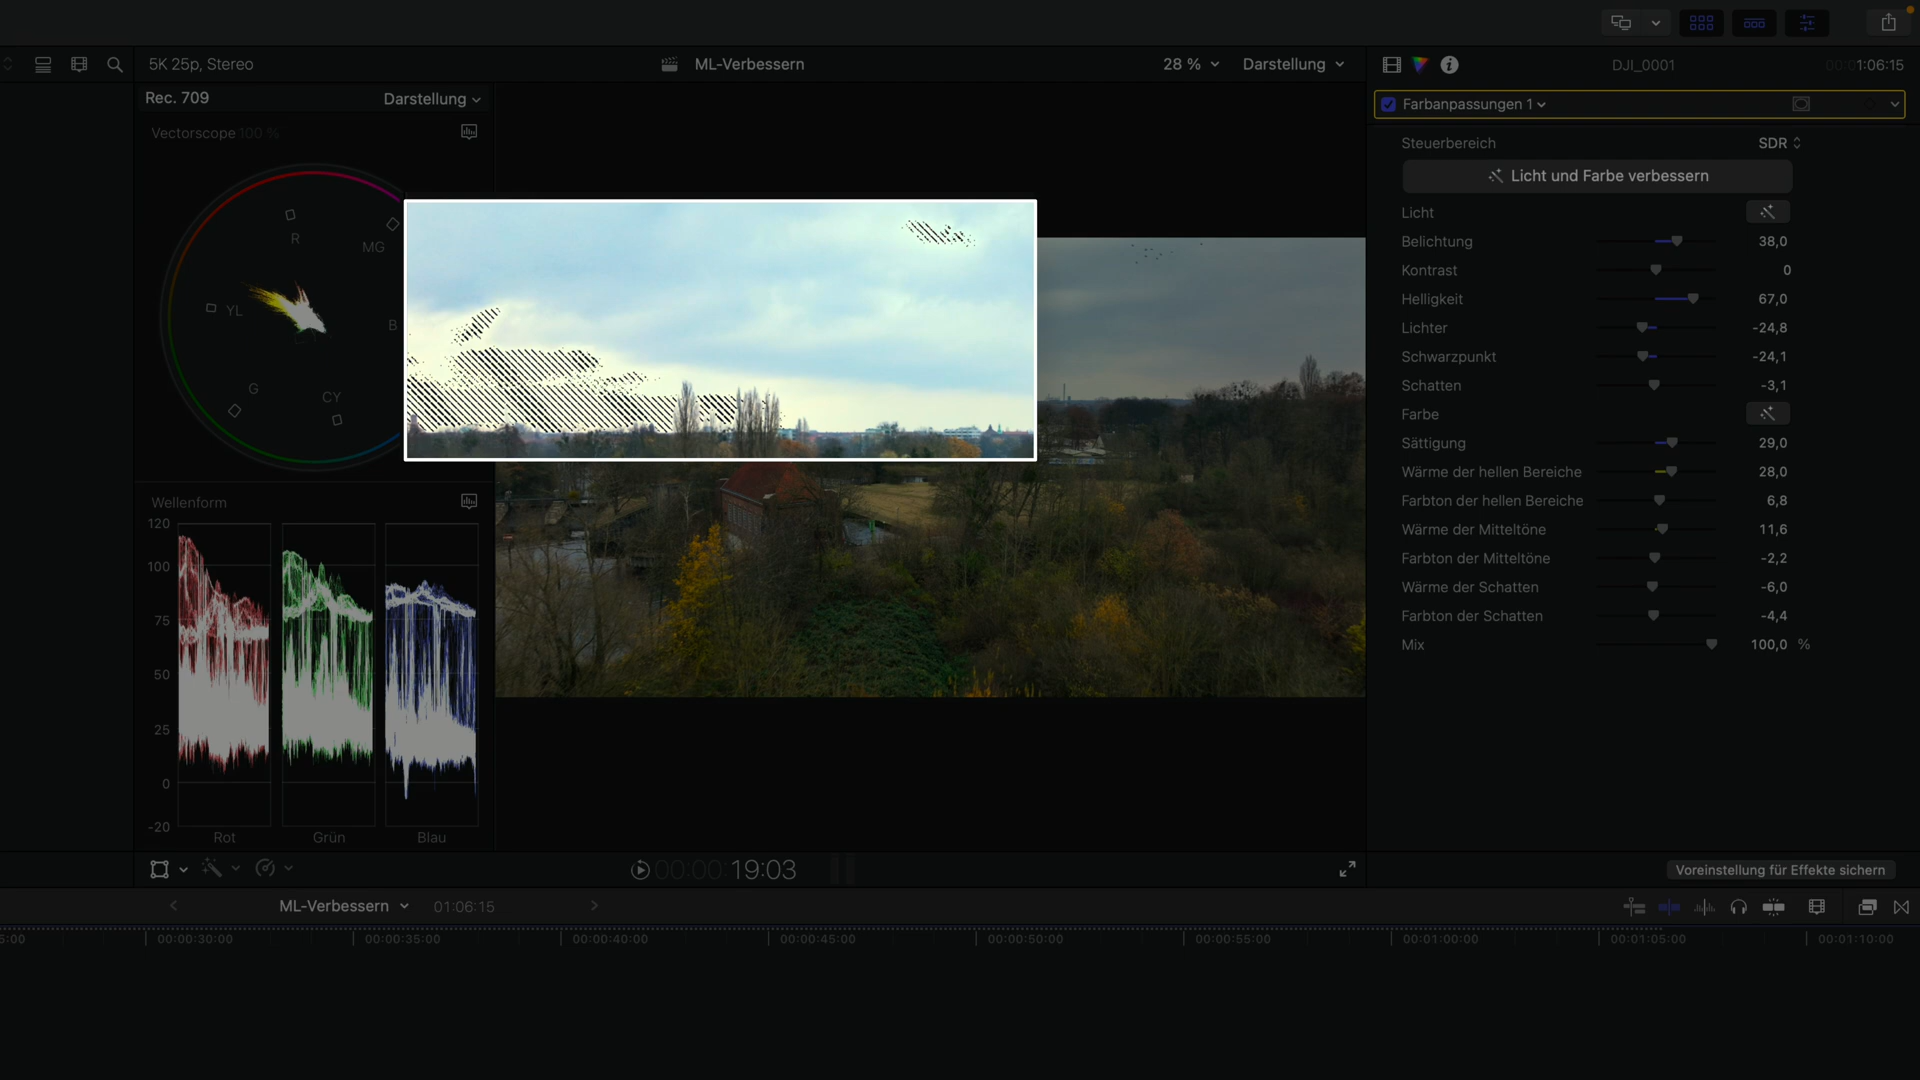 5K 25p, Stereo
ML-Verbessern
28 %
Darstellung
DJI_0001
00:01:06:15
Rec. 709
Darstellung
Farbanpassungen 1
Vectorscope 100 %
R
MG
YL
B
G
CY
Steuerbereich
SDR
Licht und Farbe verbessern
Licht
Belichtung
38,0
Kontrast
0
Helligkeit
67,0
Lichter
-24,8
Schwarzpunkt
-24,1
Schatten
-3,1
Farbe
Sättigung
29,0
Wärme der hellen Bereiche
28,0
Farbton der hellen Bereiche
6,8
Wärme der Mitteltöne
11,6
Farbton der Mitteltöne
-2,2
Wärme der Schatten
-6,0
Farbton der Schatten
-4,4
Mix
100,0 %
Wellenform
120
100
75
50
25
0
-20
Rot
Grün
Blau
00:00:19:03
Voreinstellung für Effekte sichern
ML-Verbessern
01:06:15
5:00
00:00:30:00
00:00:35:00
00:00:40:00
00:00:45:00
00:00:50:00
00:00:55:00
00:01:00:00
00:01:05:00
00:01:10:00